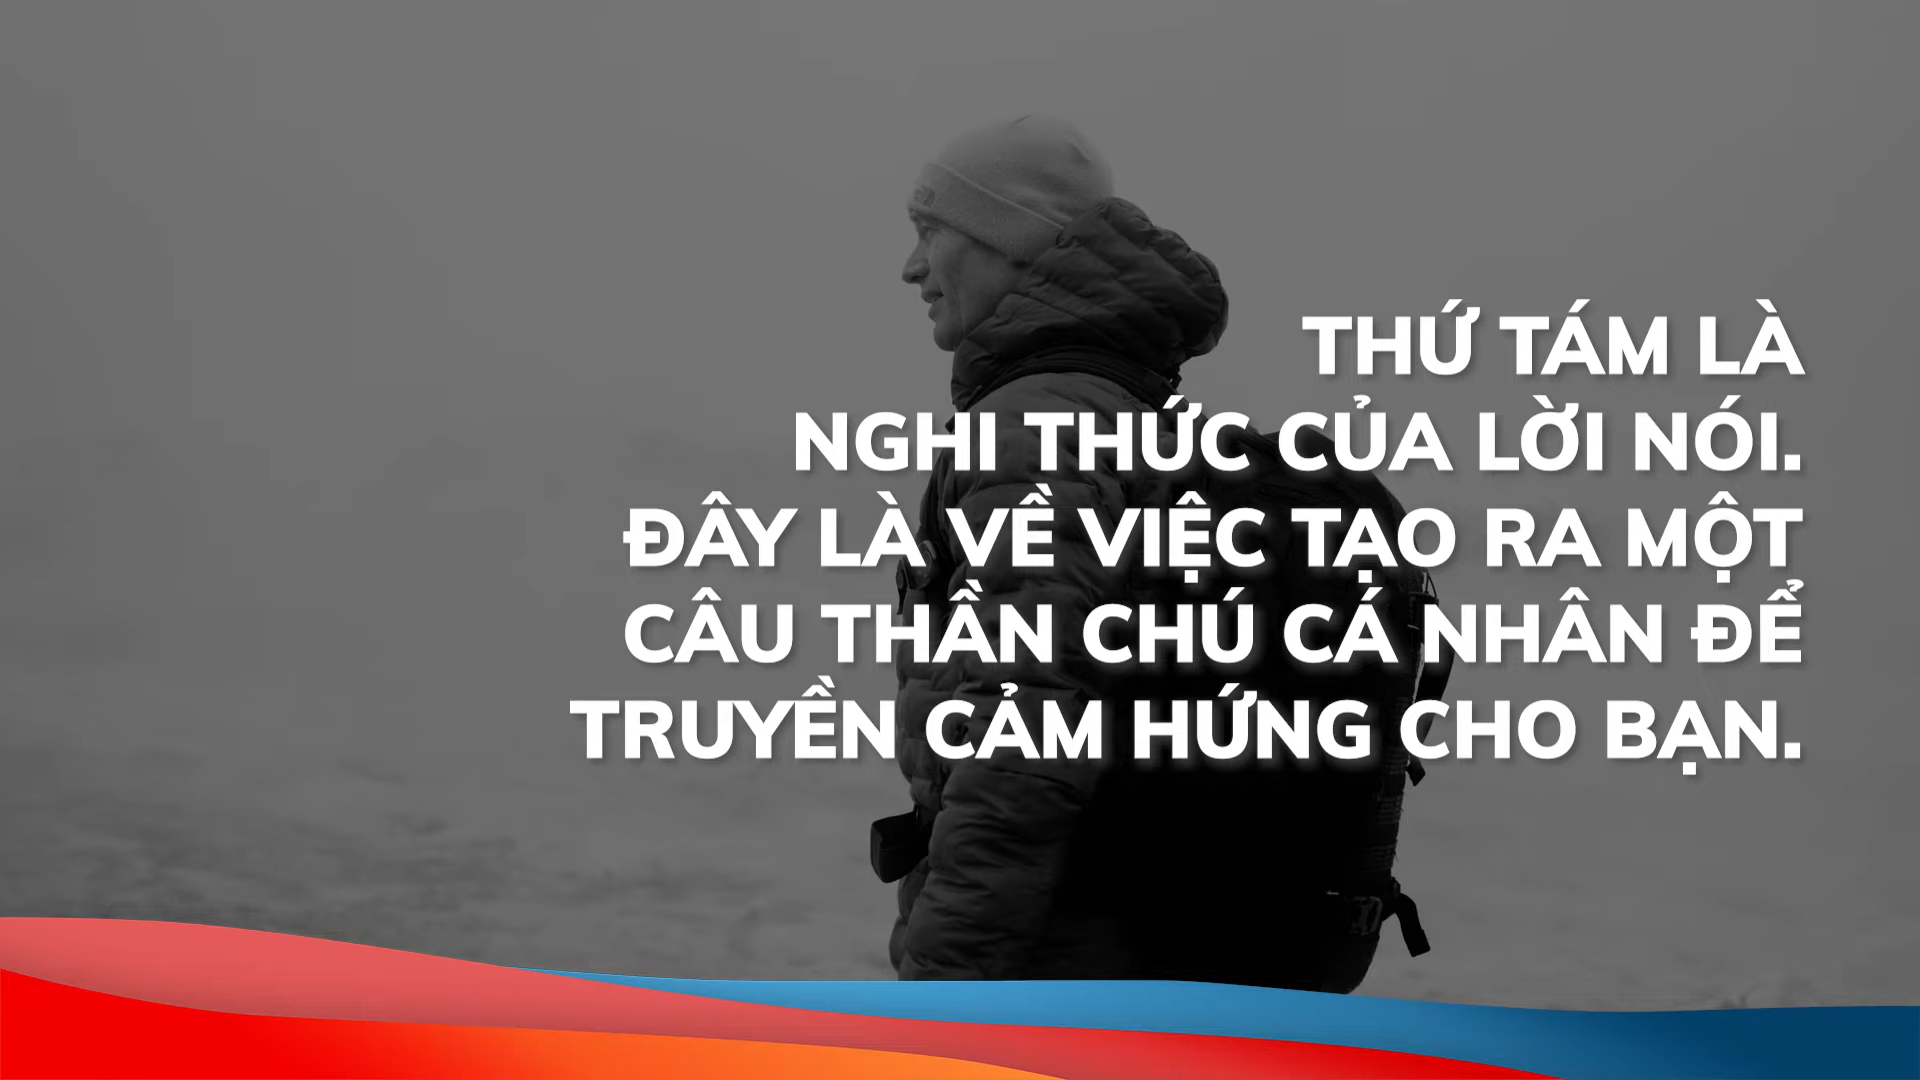 THỨ TÁM LÀ
NGHI THỨC CỦA LỜI NÓI.
ĐÂY LÀ VỀ VIỆC TẠO RA MỘT
CÂU THẦN CHÚ CÁ NHÂN ĐỂ
TRUYỀN CẢM HỨNG CHO BẠN.